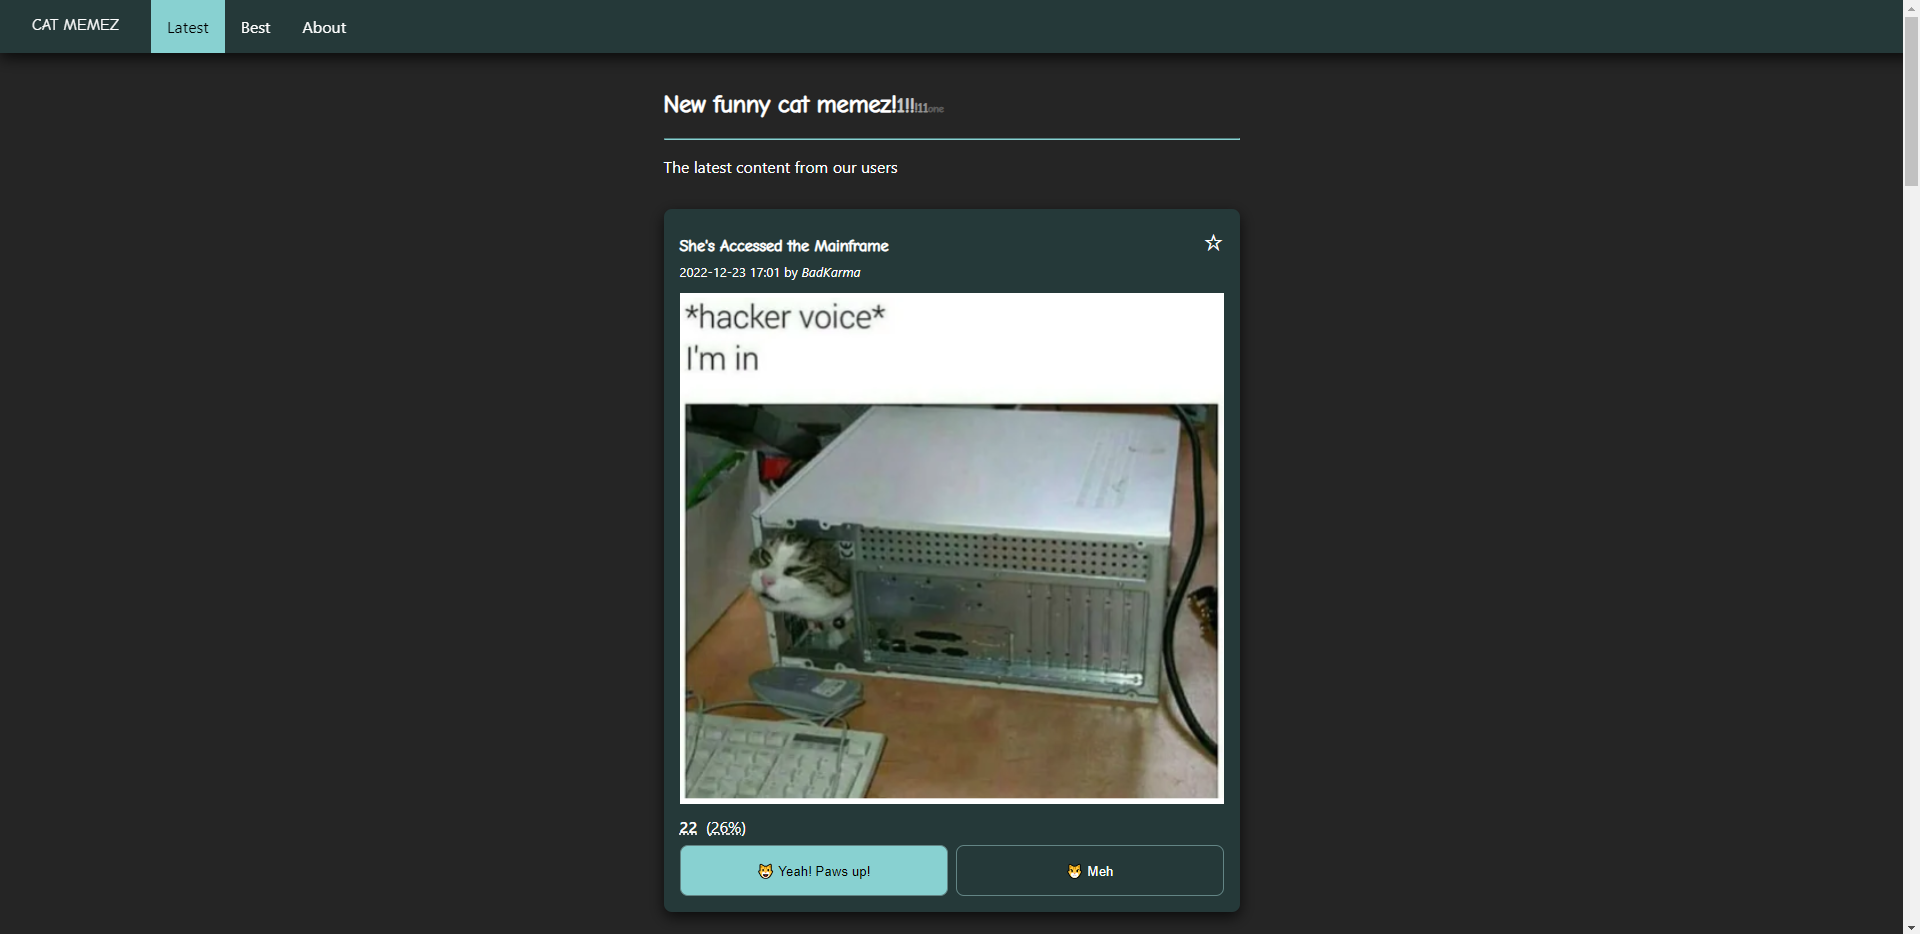 CAT MEMEZ Latest Best About
New funny cat memez!1!!!11one
The latest content from our users
She's Accessed the Mainframe ☆
2022-12-23 17:01 by BadKarma
*hacker voice*
I'm in
22 (26%)
😺 Yeah! Paws up! 😼 Meh